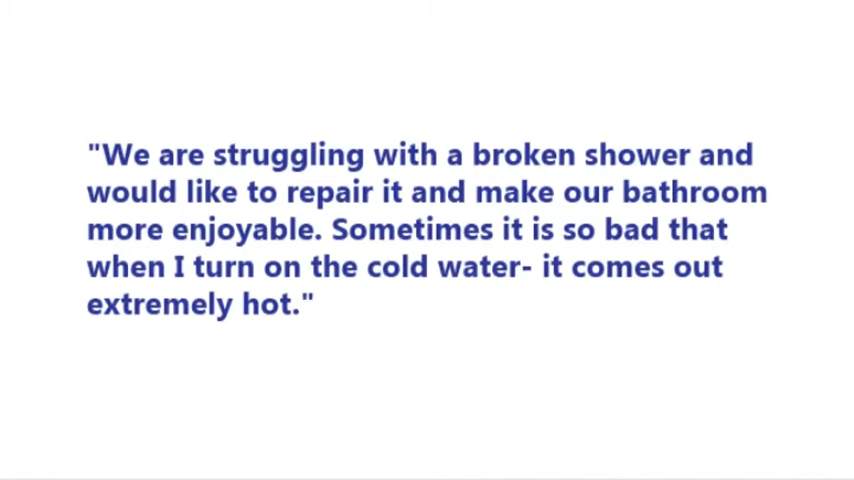 "We are struggling with a broken shower and
would like to repair it and make our bathroom
more enjoyable. Sometimes it is so bad that
when I turn on the cold water- it comes out
extremely hot."